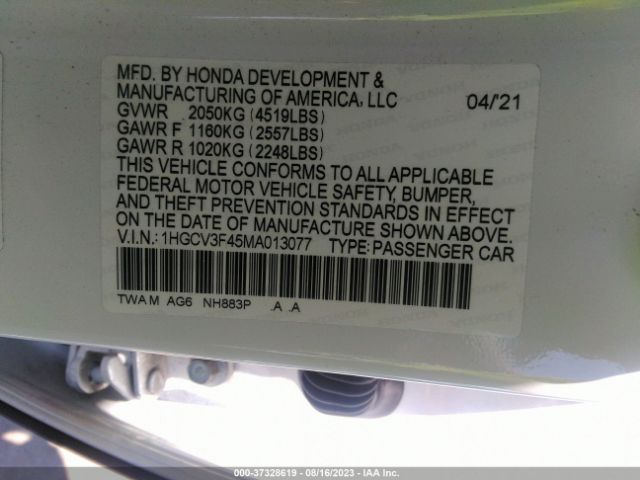 MFD. BY HONDA DEVELOPMENT &
MANUFACTURING OF AMERICA, LLC 04/'21
GVWR 2050KG (4519LBS)
GAWR F 1160KG (2557LBS)
GAWR R 1020KG (2248LBS)
THIS VEHICLE CONFORMS TO ALL APPLICABLE
FEDERAL MOTOR VEHICLE SAFETY, BUMPER,
AND THEFT PREVENTION STANDARDS IN EFFECT
ON THE DATE OF MANUFACTURE SHOWN ABOVE.
V.I.N.: 1HGCV3F45MA013077 TYPE: PASSENGER CAR
TWA M AG6 NH883P .A .A
000-37328619 - 08/16/2023 - IAA Inc.